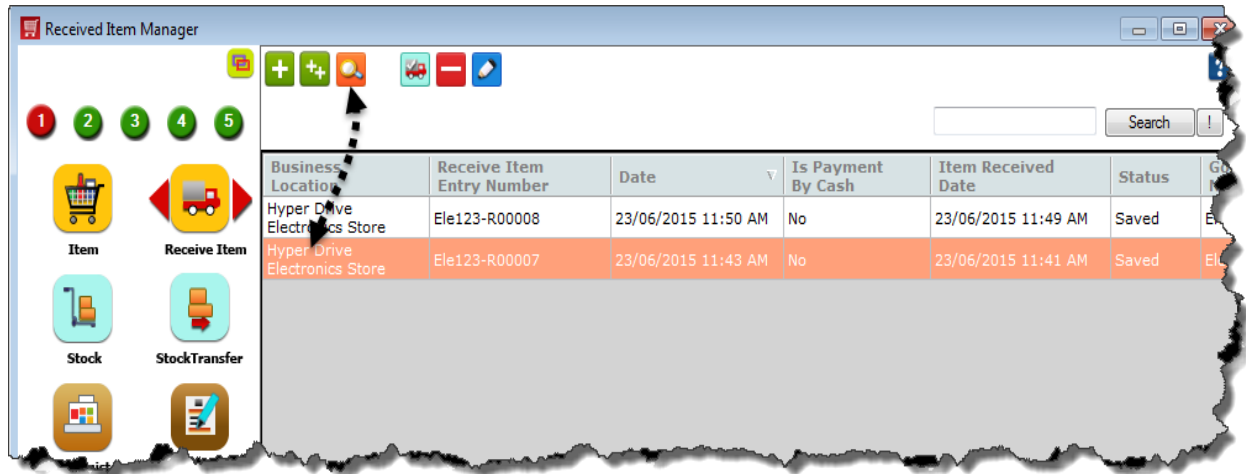 Received Item Manager
1 2 3 4 5
Search !
Business Location
Receive Item Entry Number
Date
Is Payment By Cash
Item Received Date
Status
Hyper Drive Electronics Store
Ele123-R00008
23/06/2015 11:50 AM
No
23/06/2015 11:49 AM
Saved
Hyper Drive Electronics Store
Ele123-R00007
23/06/2015 11:43 AM
No
23/06/2015 11:41 AM
Saved
Item
Receive Item
Stock
StockTransfer